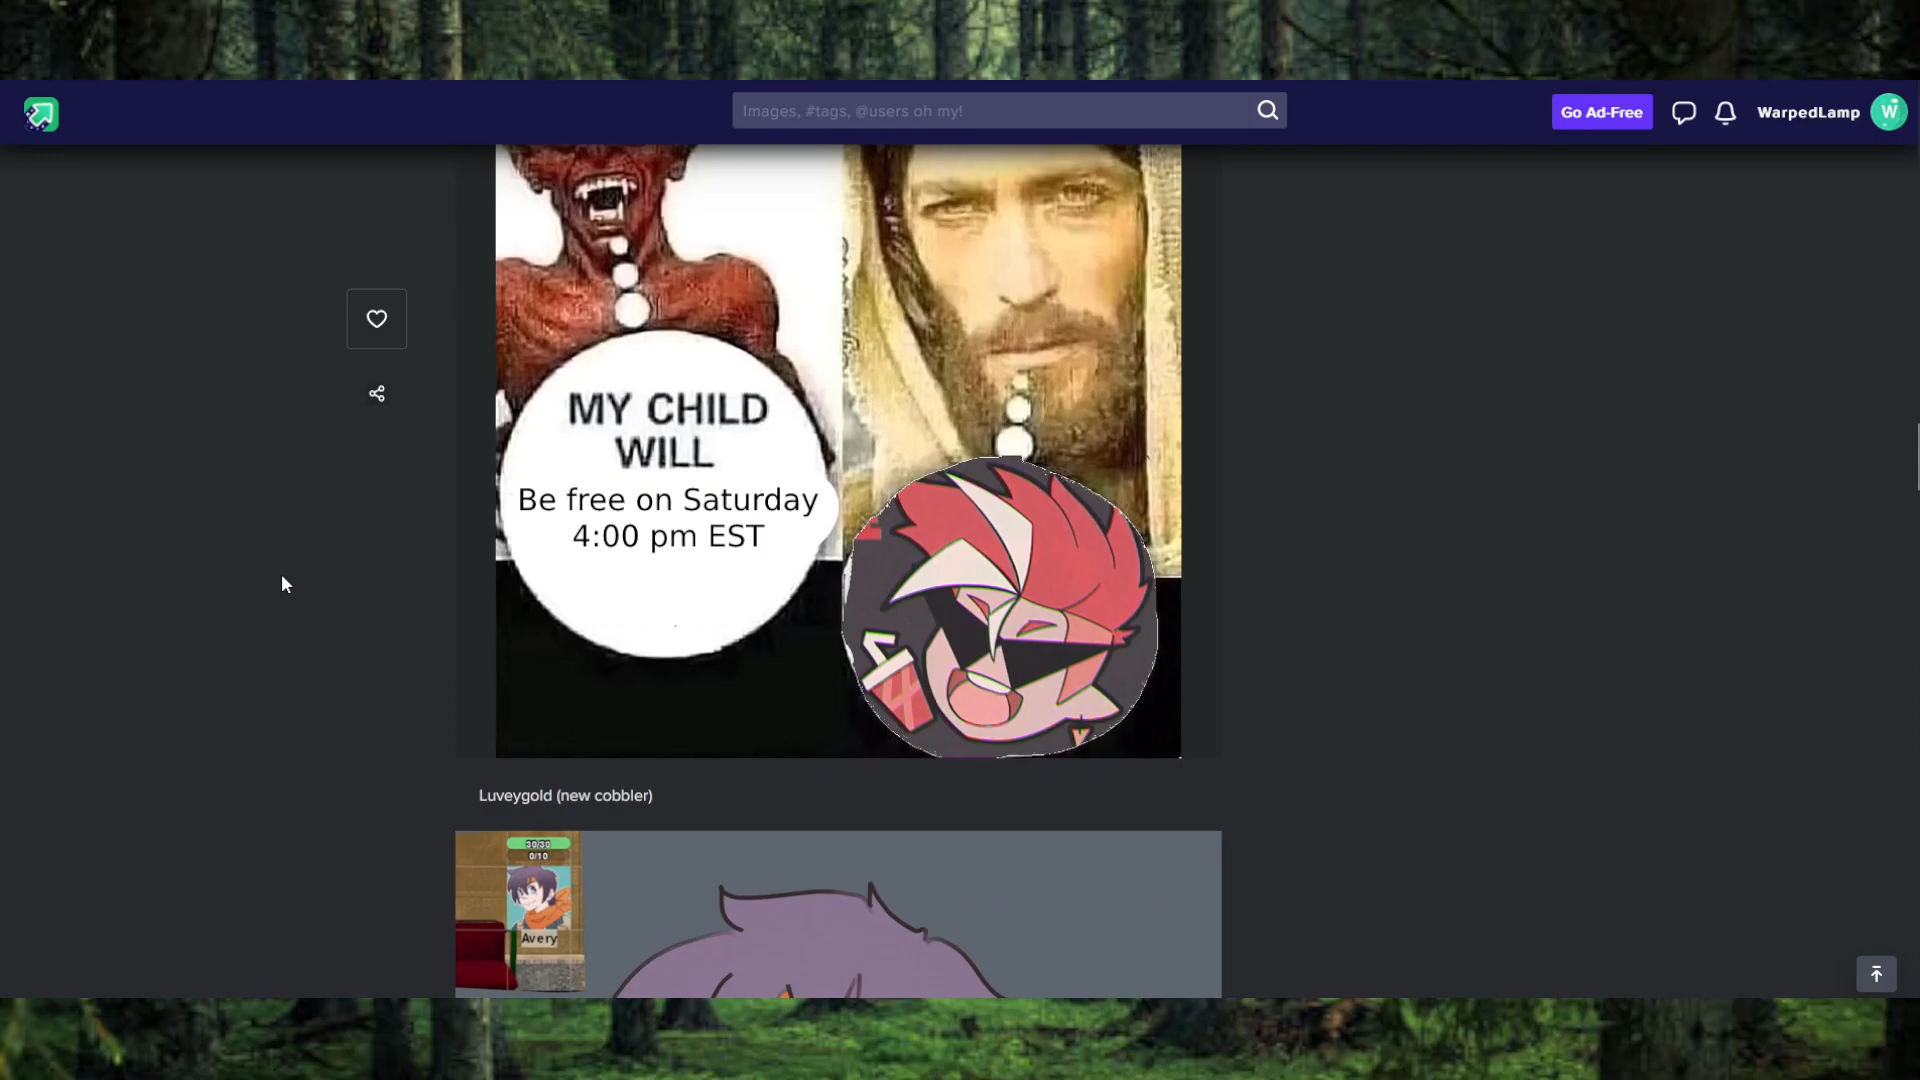 Images, #tags, @users oh my!
Go Ad-Free
WarpedLamp
W
MY CHILD
WILL
Be free on Saturday
4:00 pm EST
Luveygold (new cobbler)
30/30
0/10
Avery